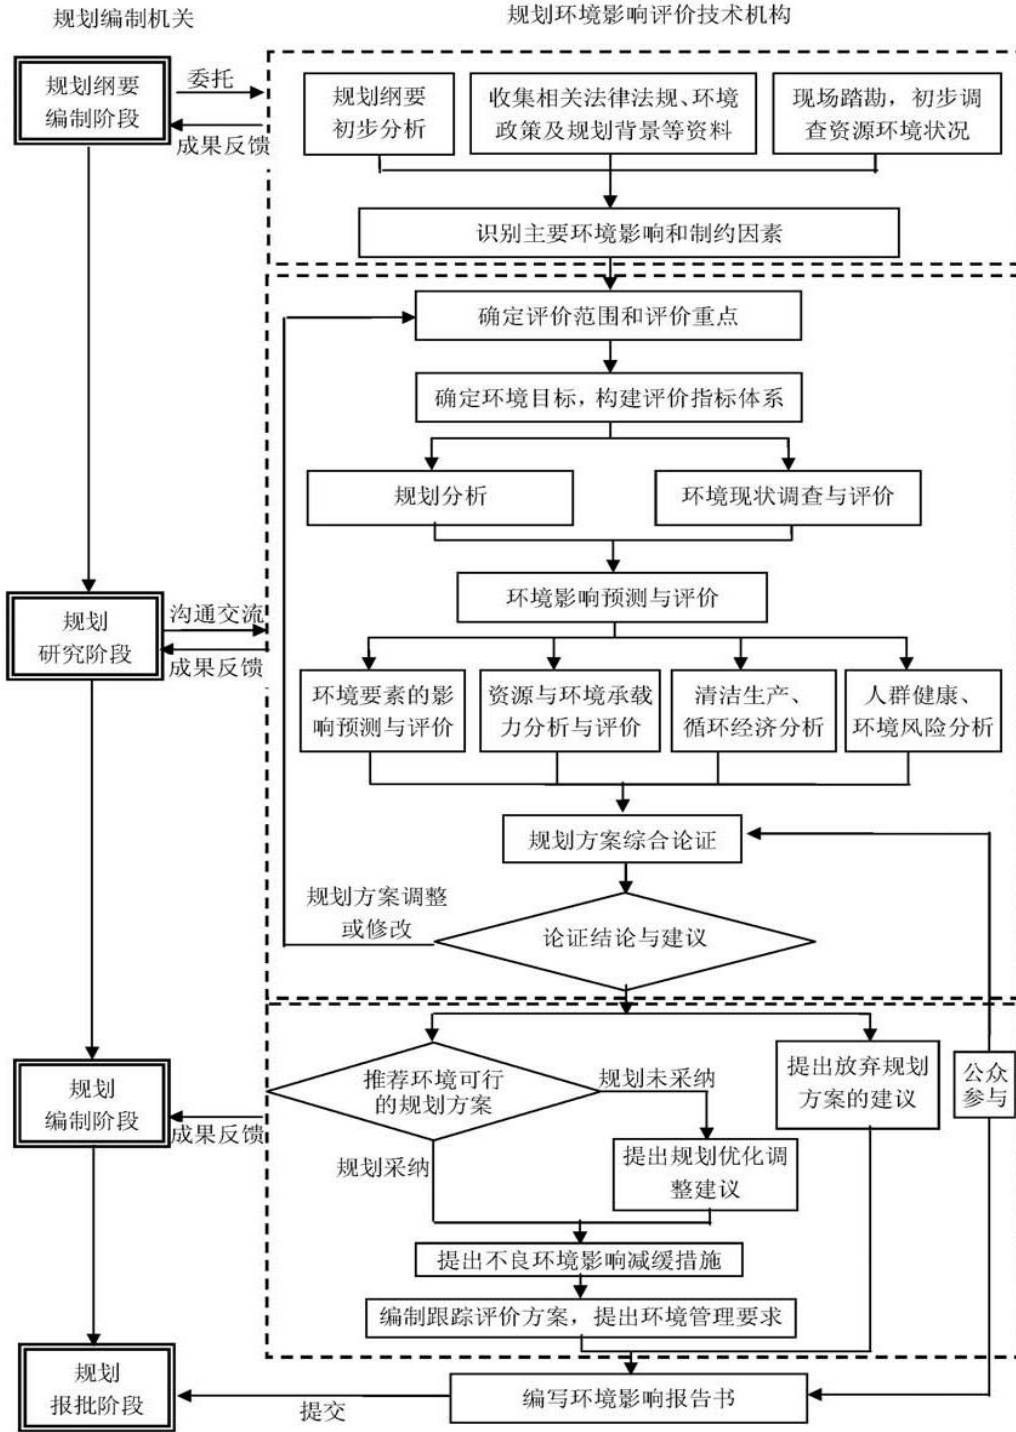 规划编制机关
规划环境影响评价技术机构
规划纲要
编制阶段
委托
成果反馈
规划纲要
初步分析
收集相关法律法规、环境
政策及规划背景等资料
现场踏勘，初步调
查资源环境状况
识别主要环境影响和制约因素
确定评价范围和评价重点
确定环境目标，构建评价指标体系
规划分析
环境现状调查与评价
环境影响预测与评价
规划
研究阶段
沟通交流
成果反馈
环境要素的影
响预测与评价
资源与环境承载
力分析与评价
清洁生产、
循环经济分析
人群健康、
环境风险分析
规划方案综合论证
规划方案调整
或修改
论证结论与建议
规划
编制阶段
成果反馈
推荐环境可行
的规划方案
规划未采纳
规划采纳
提出规划优化调
整建议
提出放弃规划
方案的建议
公众
参与
提出不良环境影响减缓措施
编制跟踪评价方案，提出环境管理要求
规划
报批阶段
提交
编写环境影响报告书